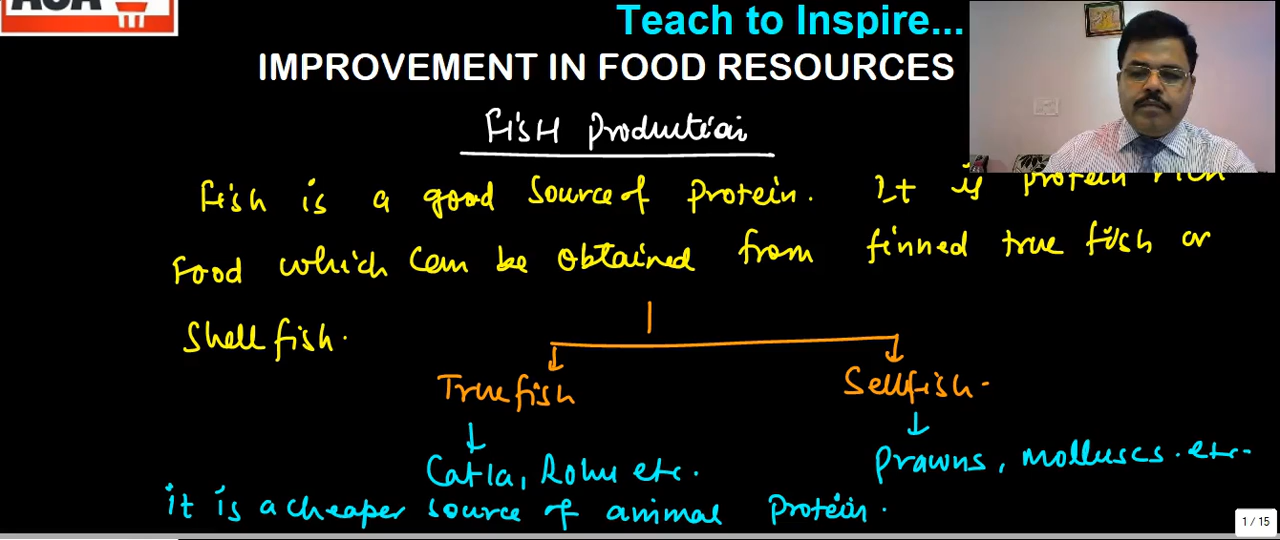 Teach to Inspire...
IMPROVEMENT IN FOOD RESOURCES
Fish Production
Fish is a good source of protein. It is protein rich
Food which can be obtained from finned true fish or
Shell fish.
True fish Sellfish.
Catla, Rohu etc. Prawns, Molluscs. etc.
it is a cheaper source of animal Protein.
1 / 15